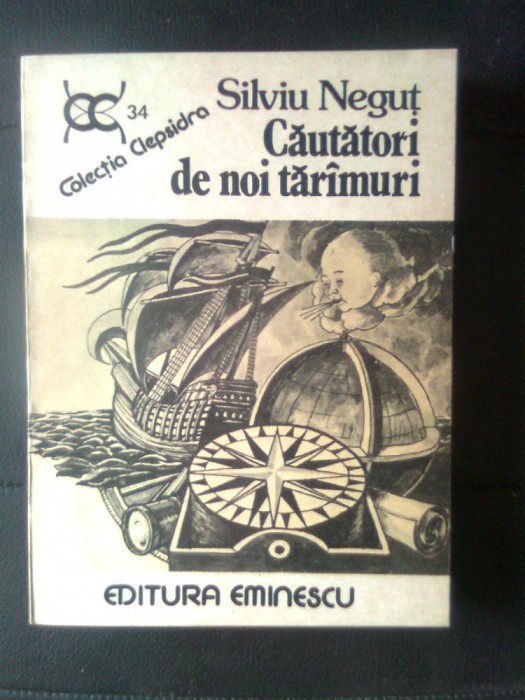 34
Colecția Clepsidra
Silviu Neguț
Căutători
de noi tărîmuri
EDITURA EMINESCU